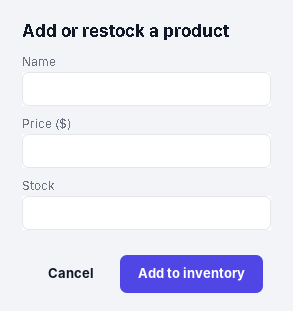 Add or restock a product
Name
Price ($)
Stock
Cancel
Add to inventory